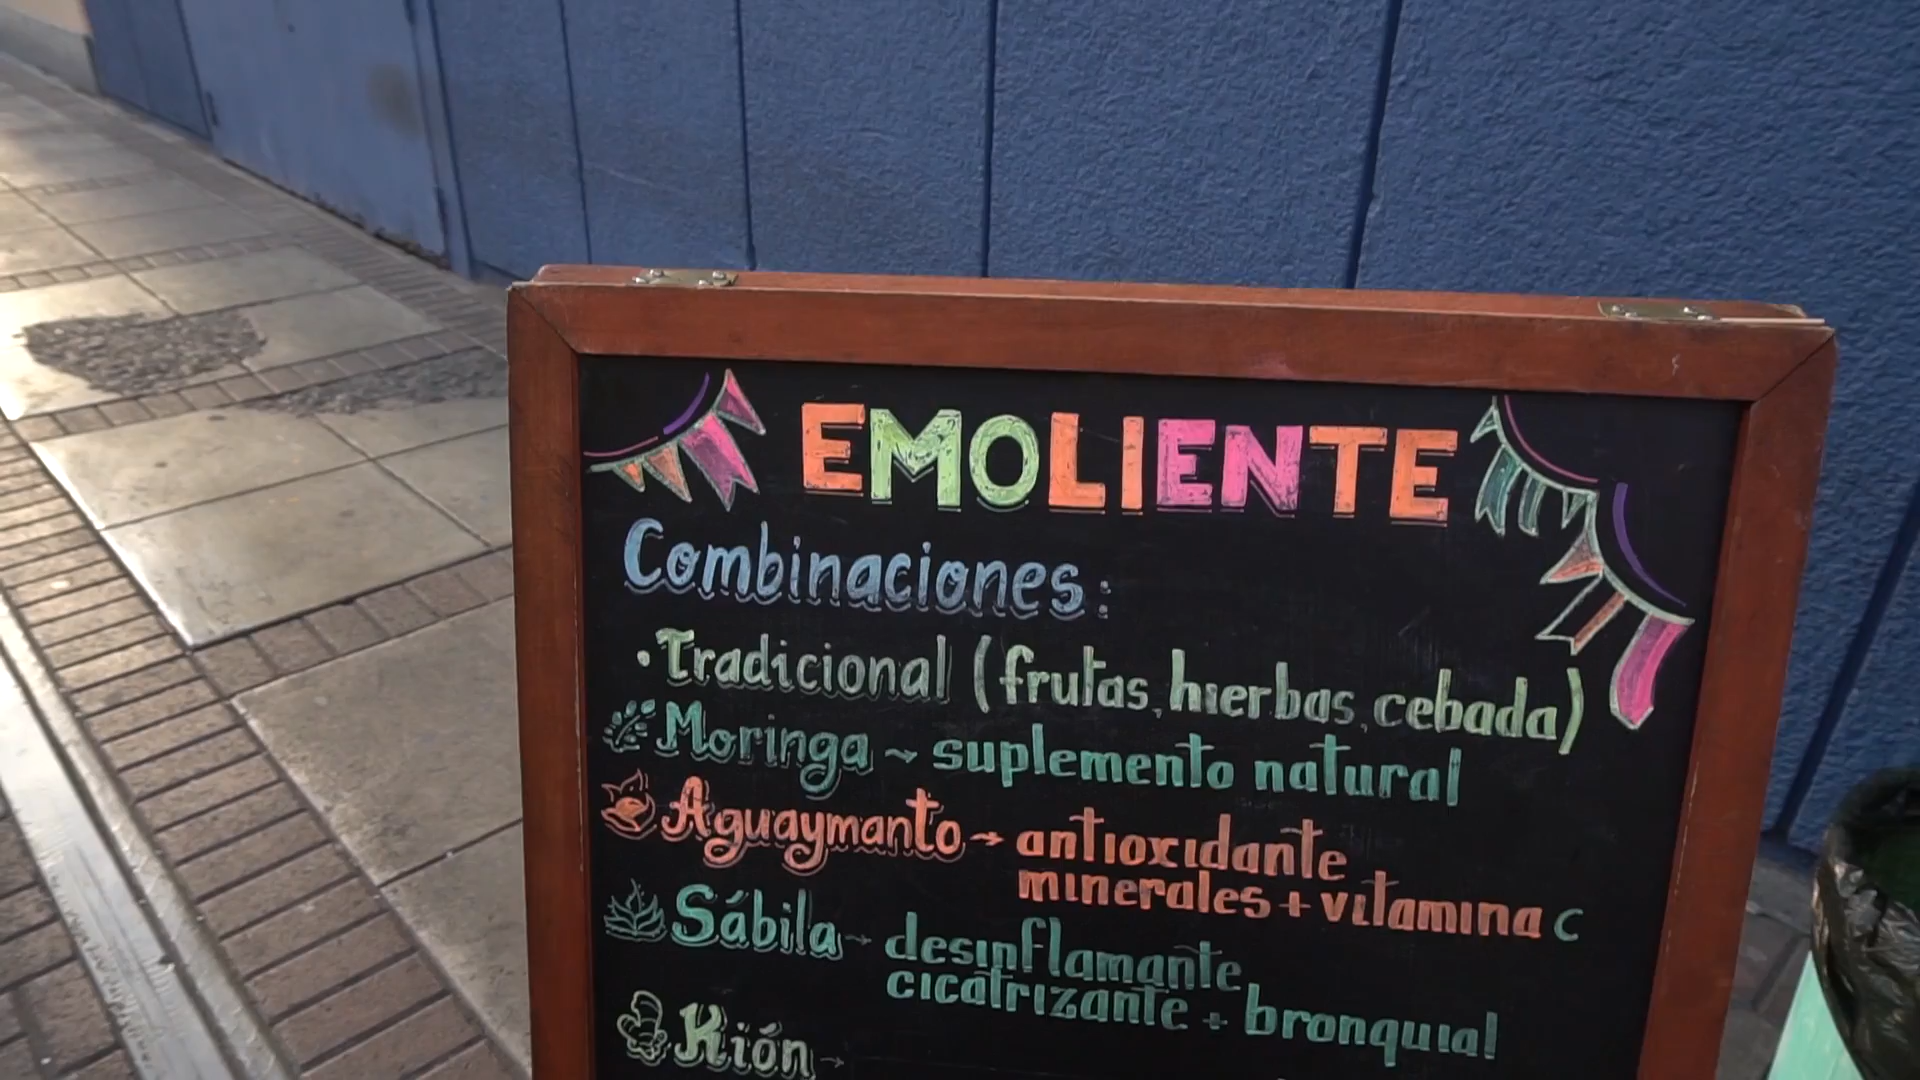 EMOLIENTE
Combinaciones:
•Tradicional (frutas, hierbas, cebada)
Moringa ~ suplemento natural
Aguaymanto → antioxidante
minerales + vitamina C
Sábila → desinflamante
cicatrizante + bronquial
Kión →